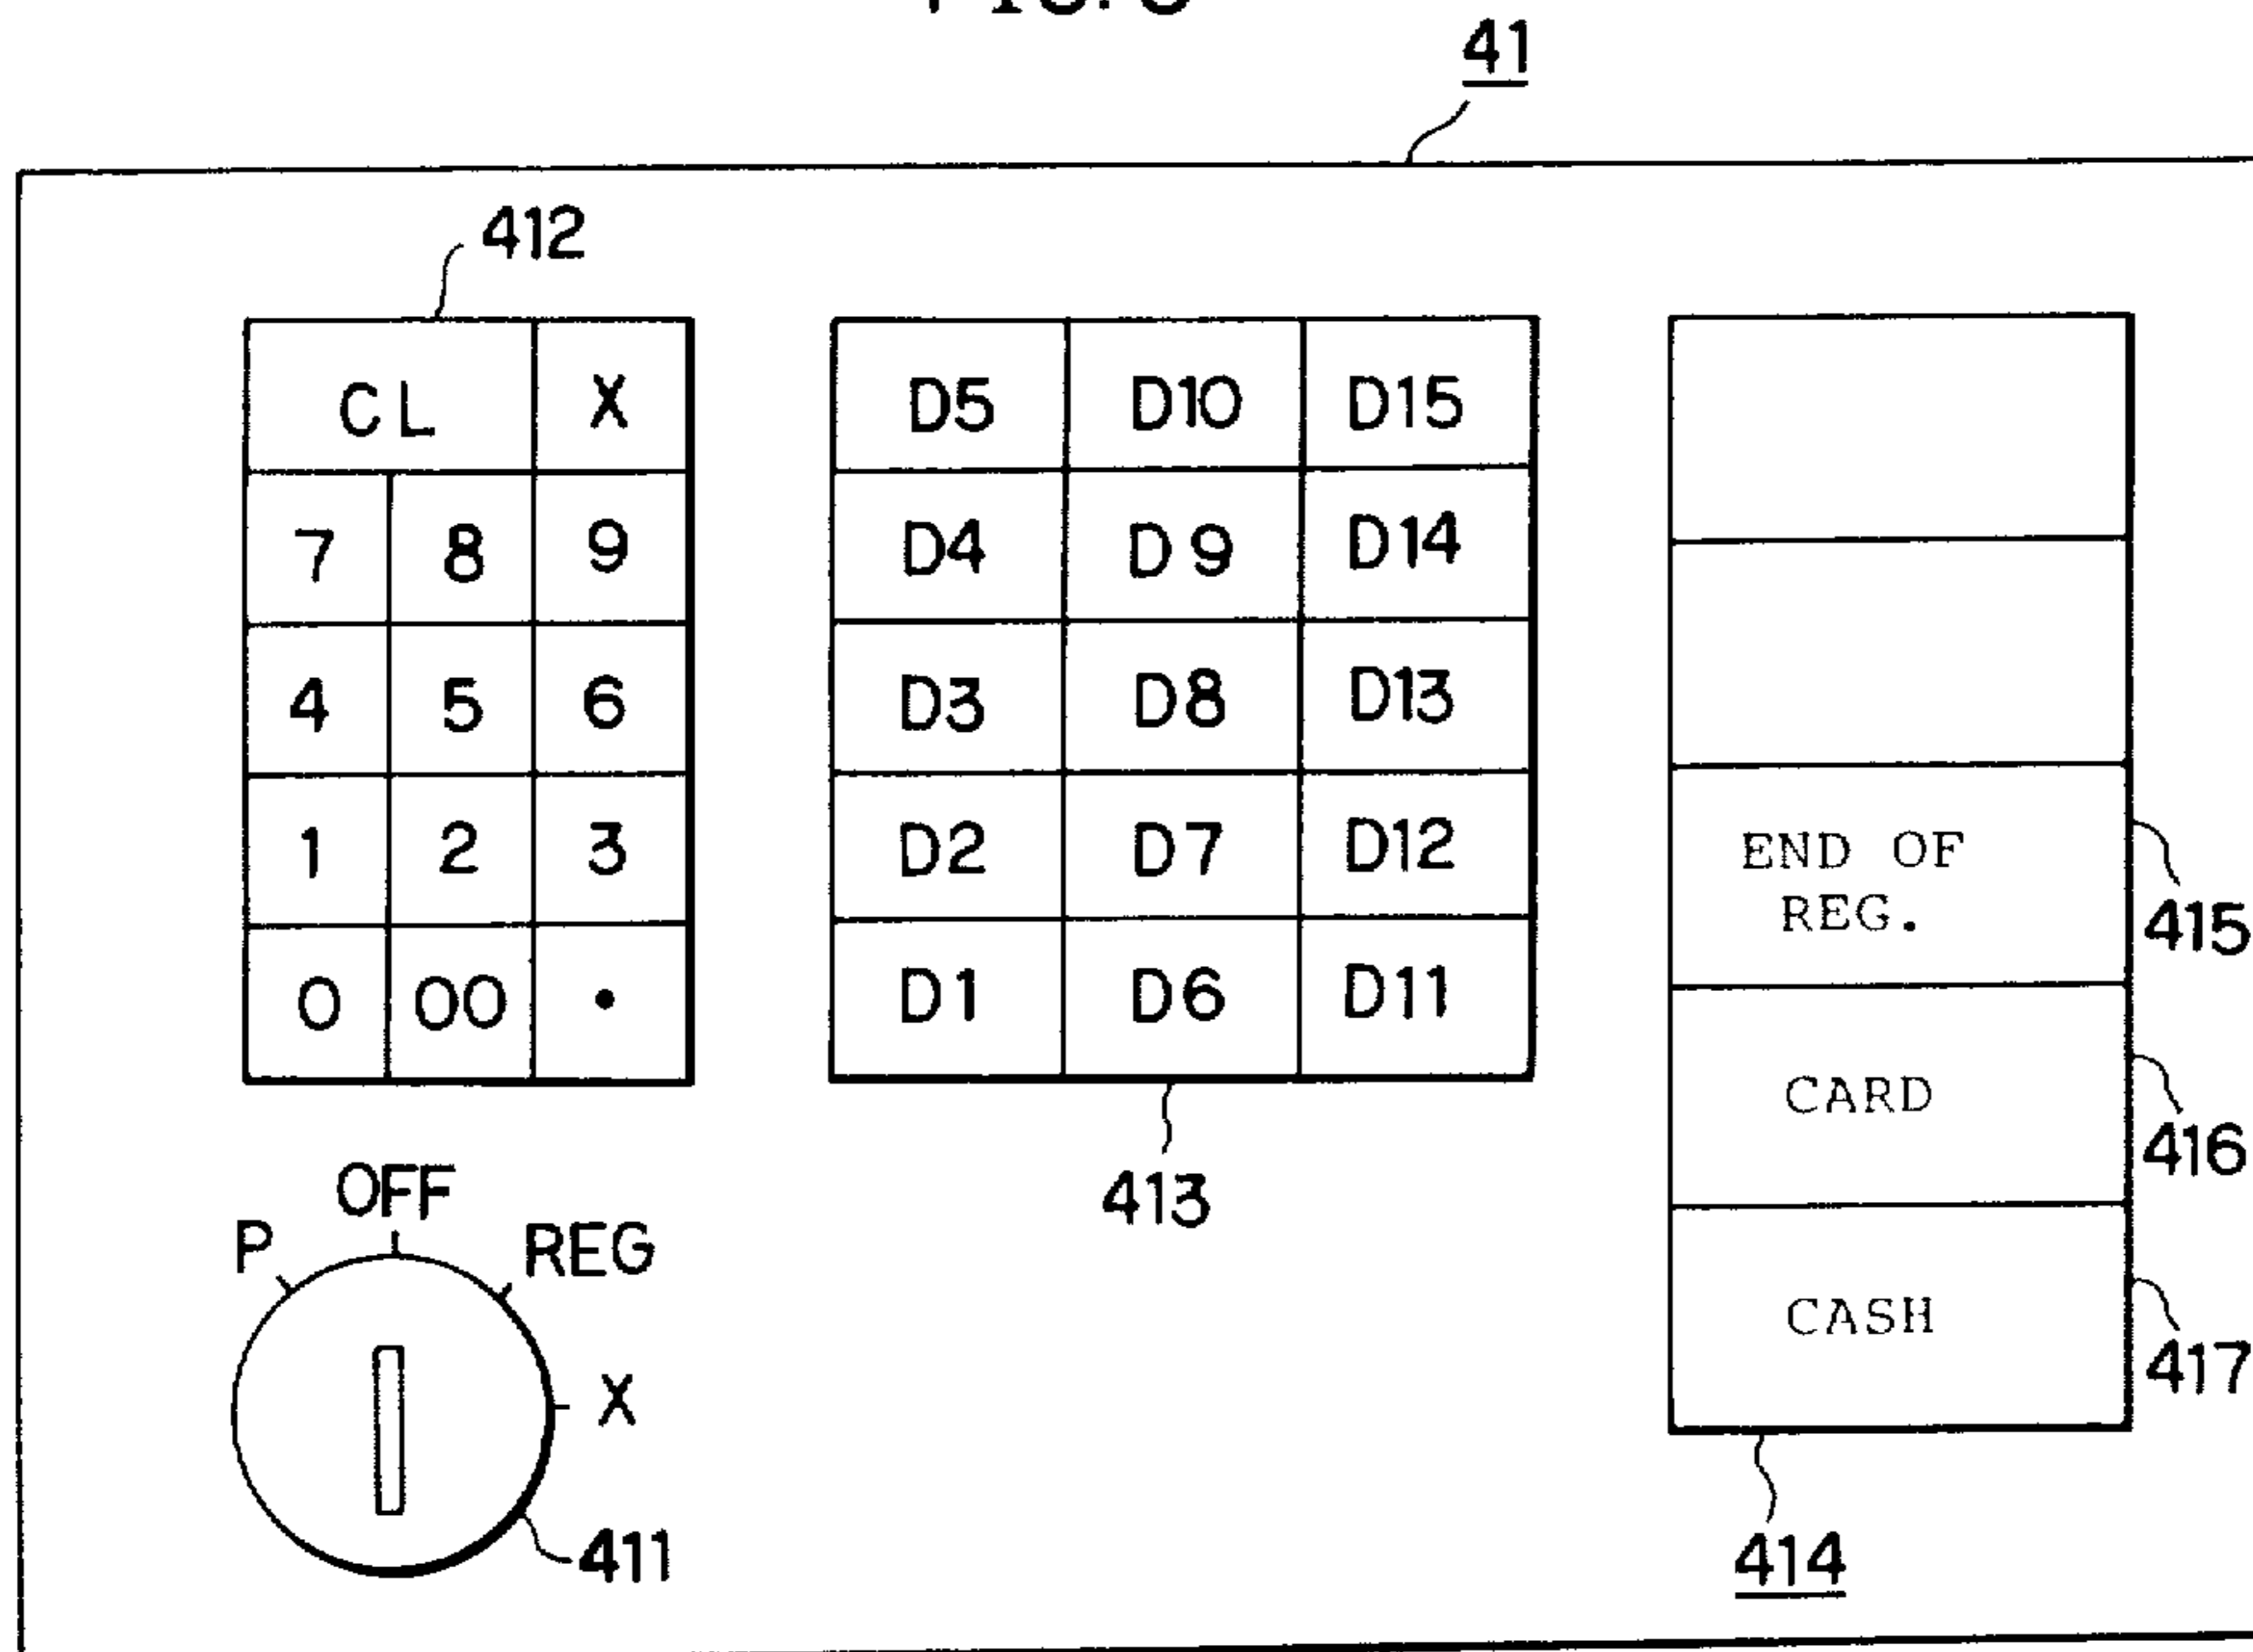 41
412
CL X
7 8 9
4 5 6
1 2 3
0 00 •
D5 D10 D15
D4 D9 D14
D3 D8 D13
D2 D7 D12
D1 D6 D11
413
END OF
REG.
415
CARD
416
CASH
417
414
OFF
P
REG
X
411